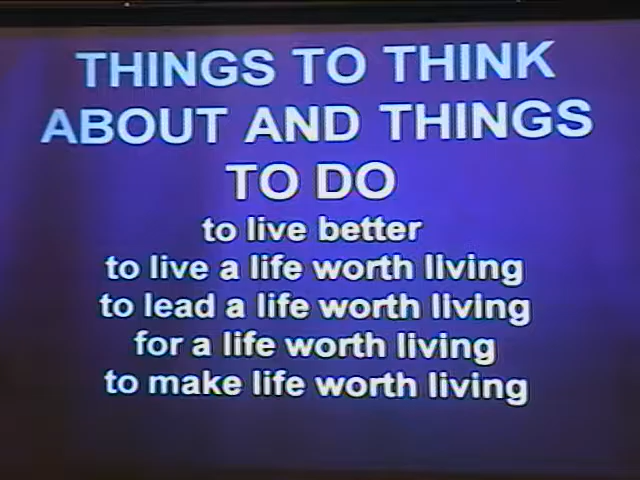 THINGS TO THINK
ABOUT AND THINGS
TO DO
to live better
to live a life worth living
to lead a life worth living
for a life worth living
to make life worth living